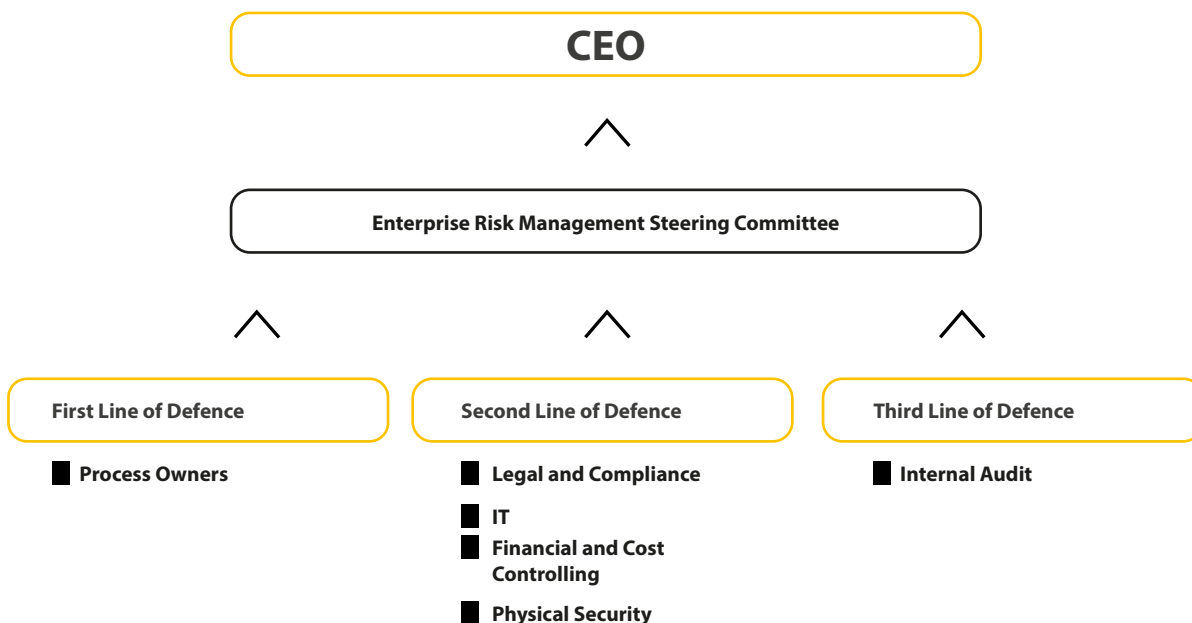 CEO
Enterprise Risk Management Steering Committee
First Line of Defence
Process Owners
Second Line of Defence
Legal and Compliance
IT
Financial and Cost
Controlling
Physical Security
Third Line of Defence
Internal Audit